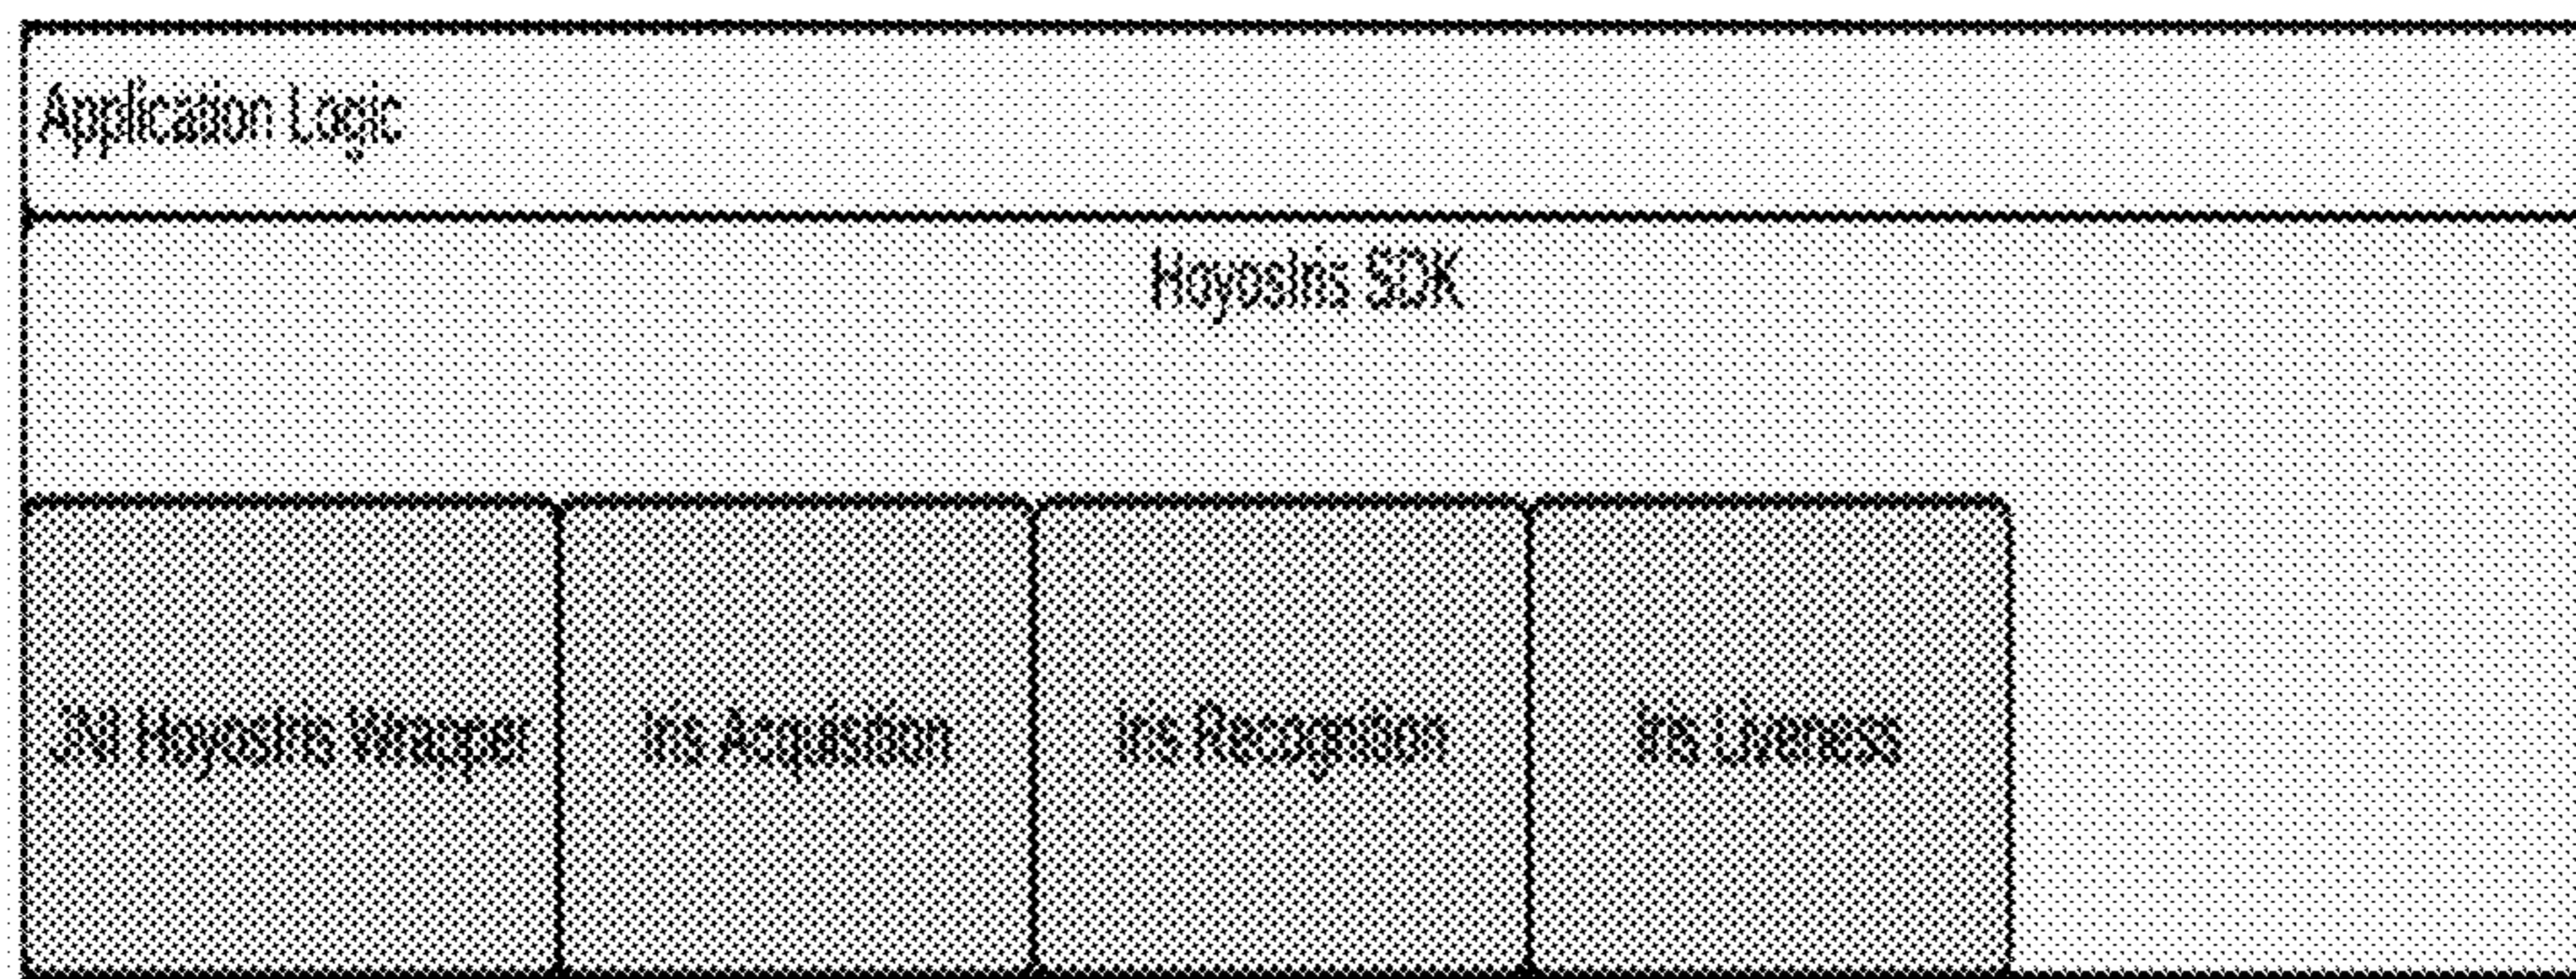 Application Logic
HoyosIris SDK
JNI HoyosIris Wrapper
Iris Acquisition
Iris Recognition
Iris Liveness